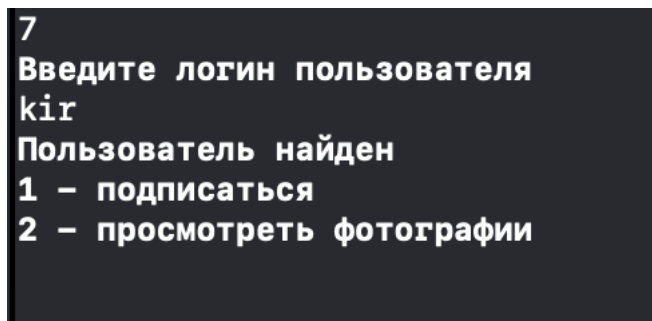 7
Введите логин пользователя
kir
Пользователь найден
1 – подписаться
2 – просмотреть фотографии